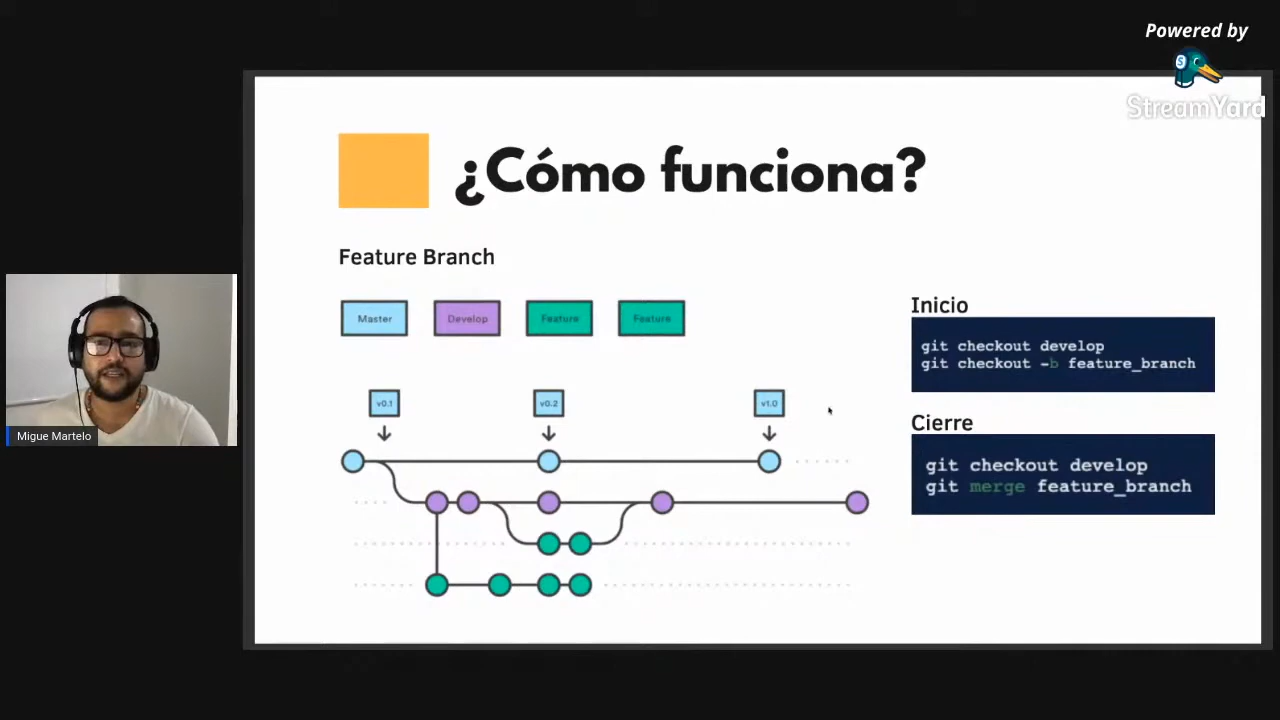 Powered by
StreamYard
¿Cómo funciona?
Feature Branch
Master
Develop
Feature
Feature
v0.1
v0.2
v1.0
Inicio
git checkout develop
git checkout -b feature_branch
Cierre
git checkout develop
git merge feature_branch
Migue Martelo